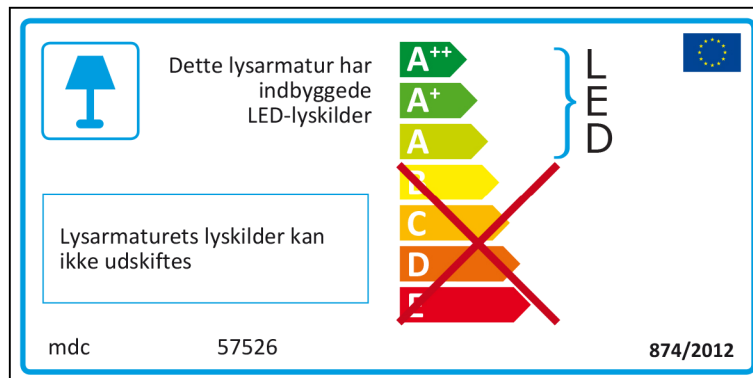 Dette lysarmatur har
indbyggede
LED-lyskilder
A++
A+
A
B
C
D
E
L
E
D
Lysarmaturets lyskilder kan
ikke udskiftes
mdc 57526
874/2012